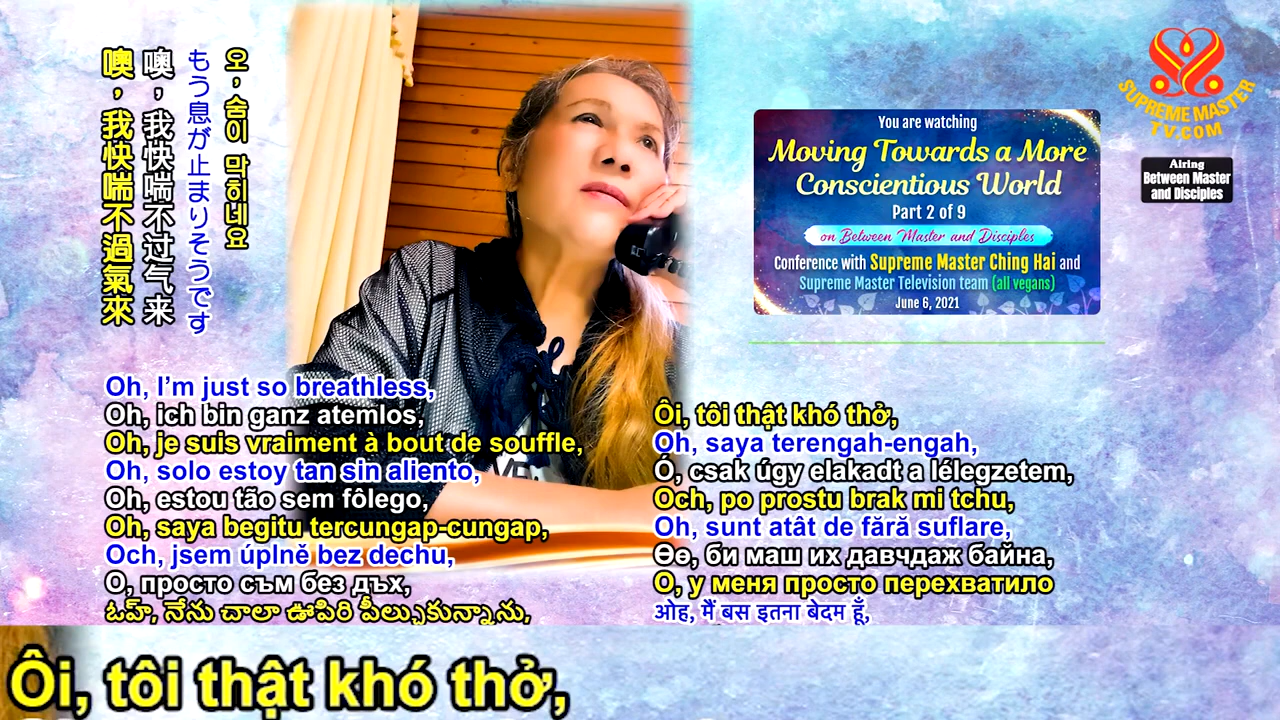 噢，我快喘不過氣來
噢，我快喘不过气来
もう息が止まりそうです
오, 숨이 막히네요
You are watching
Moving Towards a More
Conscientious World
Part 2 of 9
on Between Master and Disciples
Conference with Supreme Master Ching Hai and
Supreme Master Television team (all vegans)
June 6, 2021
SUPREME MASTER
TV.COM
Airing
Between Master
and Disciples
Oh, I’m just so breathless,
Oh, ich bin ganz atemlos,
Oh, je suis vraiment à bout de souffle,
Oh, solo estoy tan sin aliento,
Oh, estou tão sem fôlego,
Oh, saya begitu tercungap-cungap,
Och, jsem úplně bez dechu,
О, просто съм без дъх,
ఓహ్, నేను చాలా ఊపిరి పీల్చుకున్నాను,
Ôi, tôi thật khó thở,
Oh, saya terengah-engah,
Ó, csak úgy elakadt a lélegzetem,
Och, po prostu brak mi tchu,
Oh, sunt atât de fără suflare,
Өө, би маш их давчдаж байна,
О, у меня просто перехватило
ओह, मैं बस इतना बेदम हूँ,
Ôi, tôi thật khó thở,